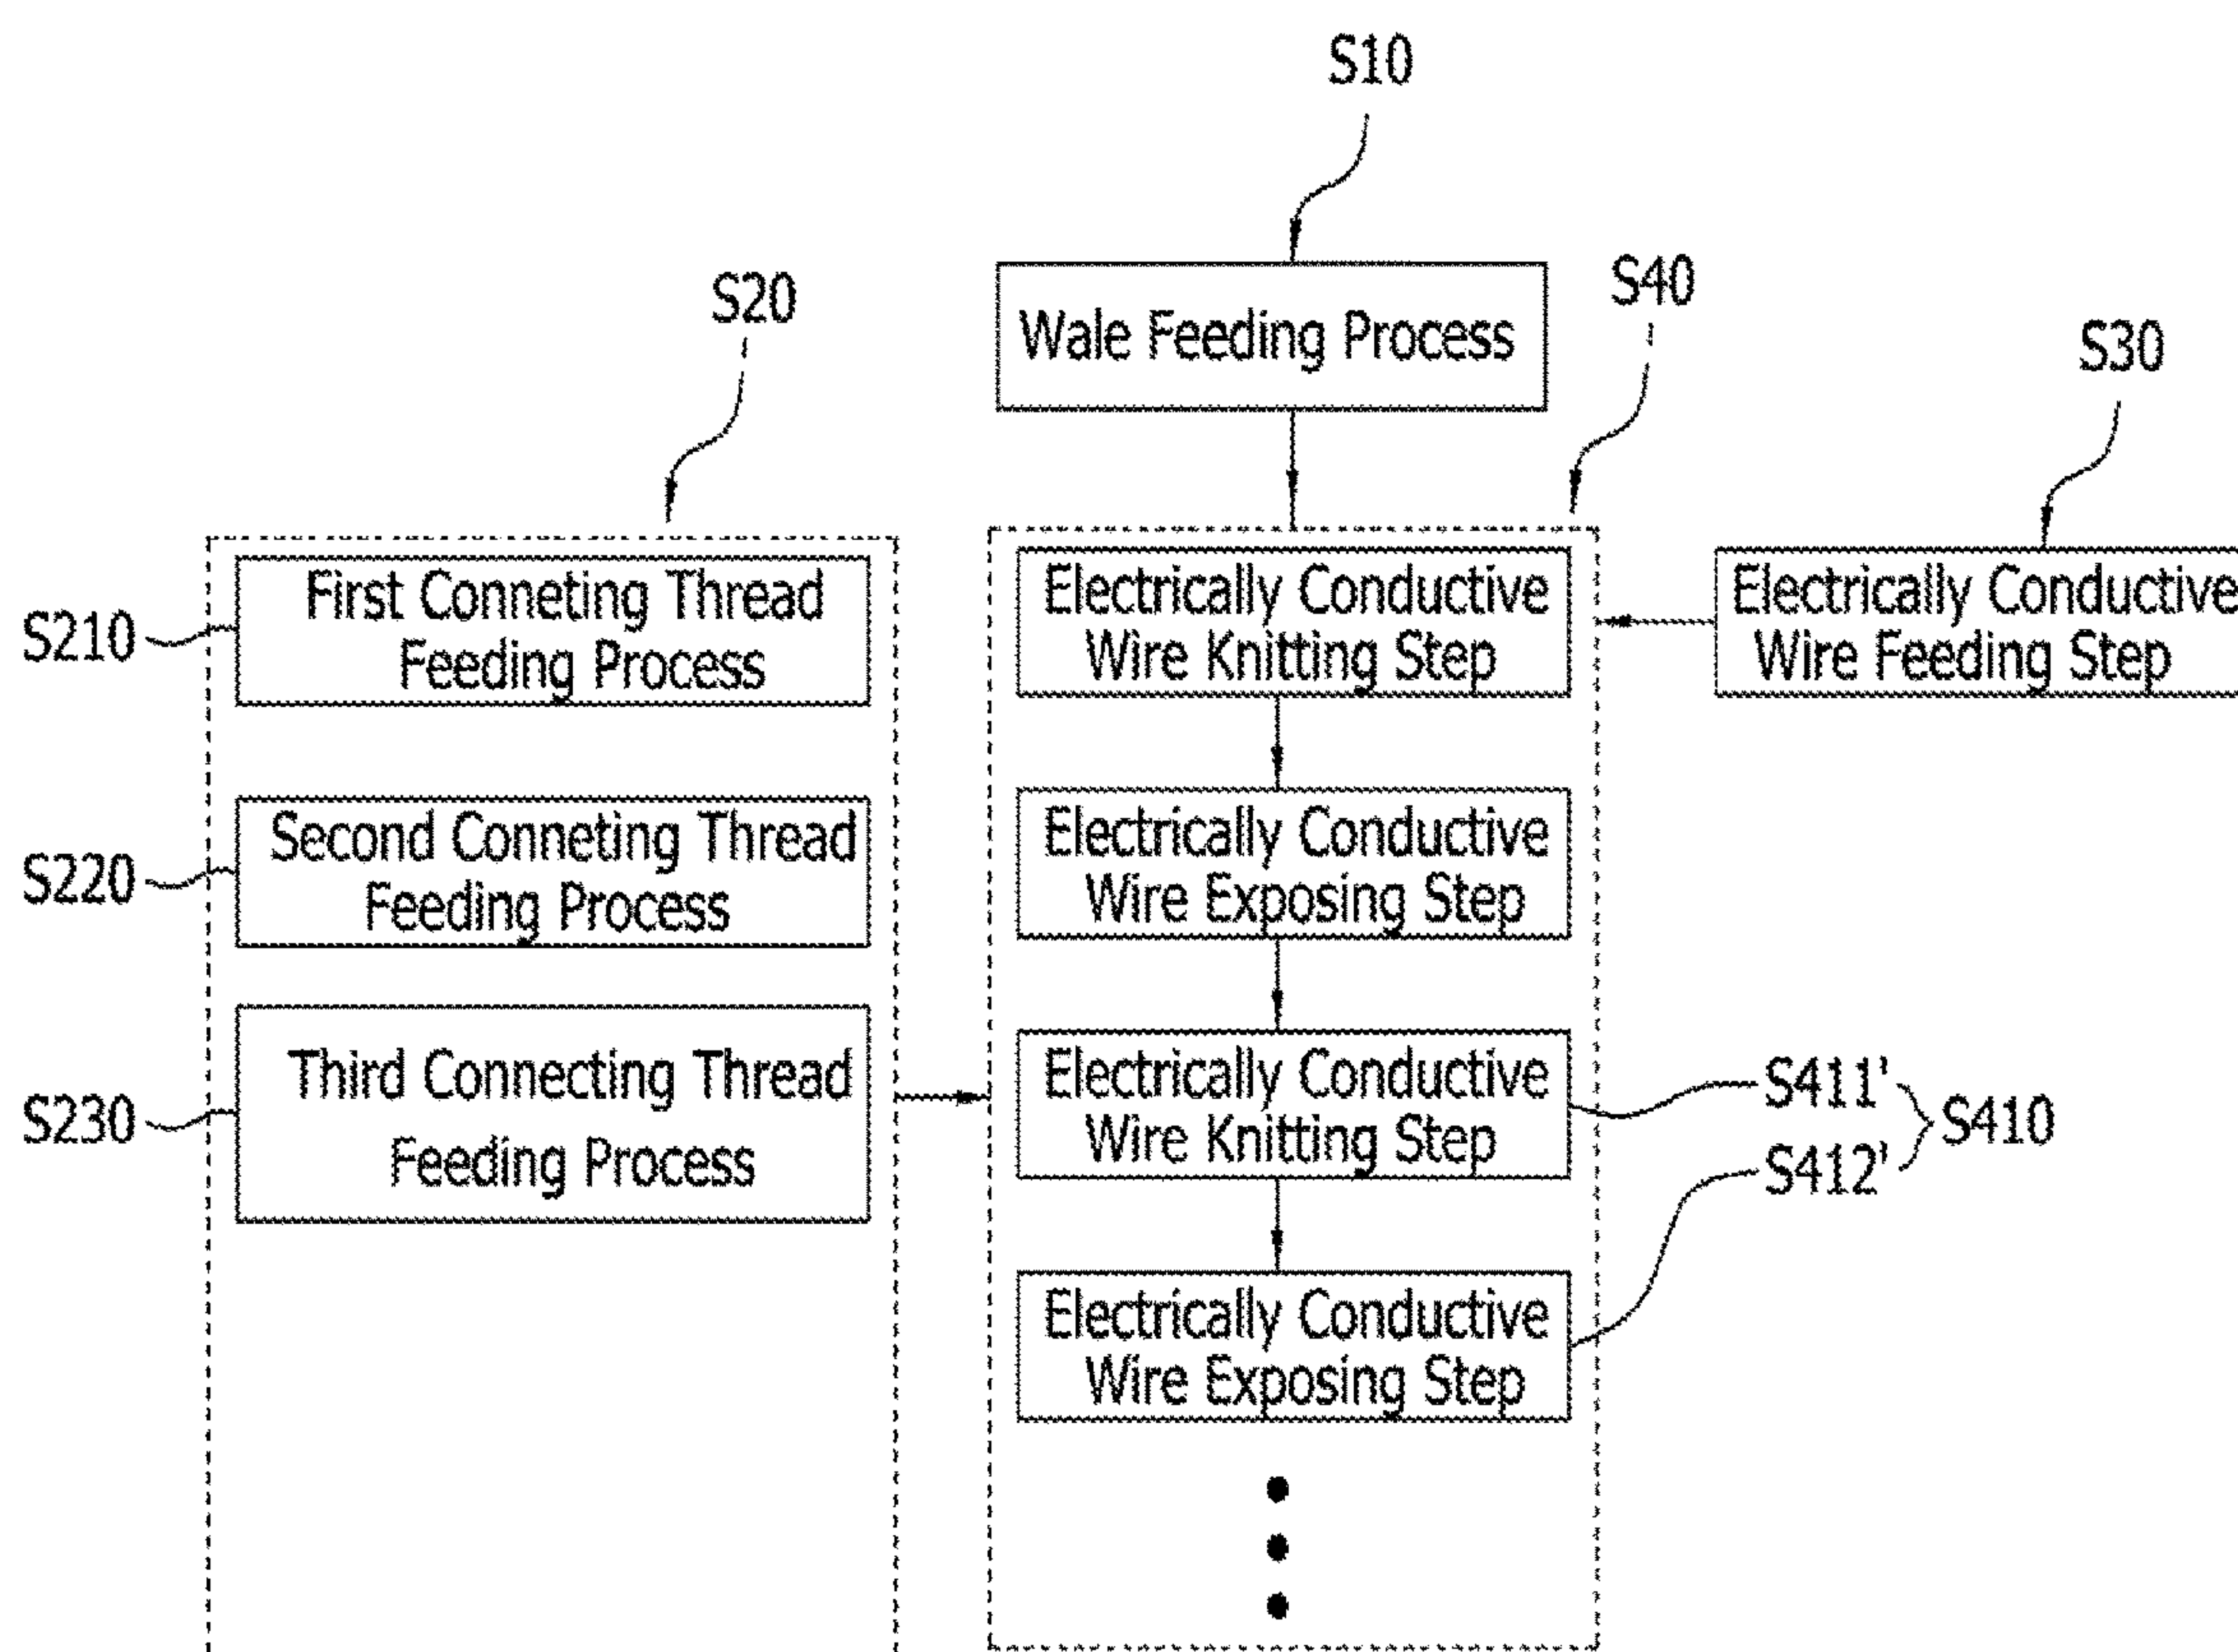 S10
Wale Feeding Process
S20
S40
S30
S210
First Conneting Thread
Feeding Process
S220
Second Conneting Thread
Feeding Process
S230
Third Connecting Thread
Feeding Process
Electrically Conductive
Wire Knitting Step
Electrically Conductive
Wire Exposing Step
Electrically Conductive
Wire Knitting Step
Electrically Conductive
Wire Exposing Step
Electrically Conductive
Wire Feeding Step
S411'
S412'
S410